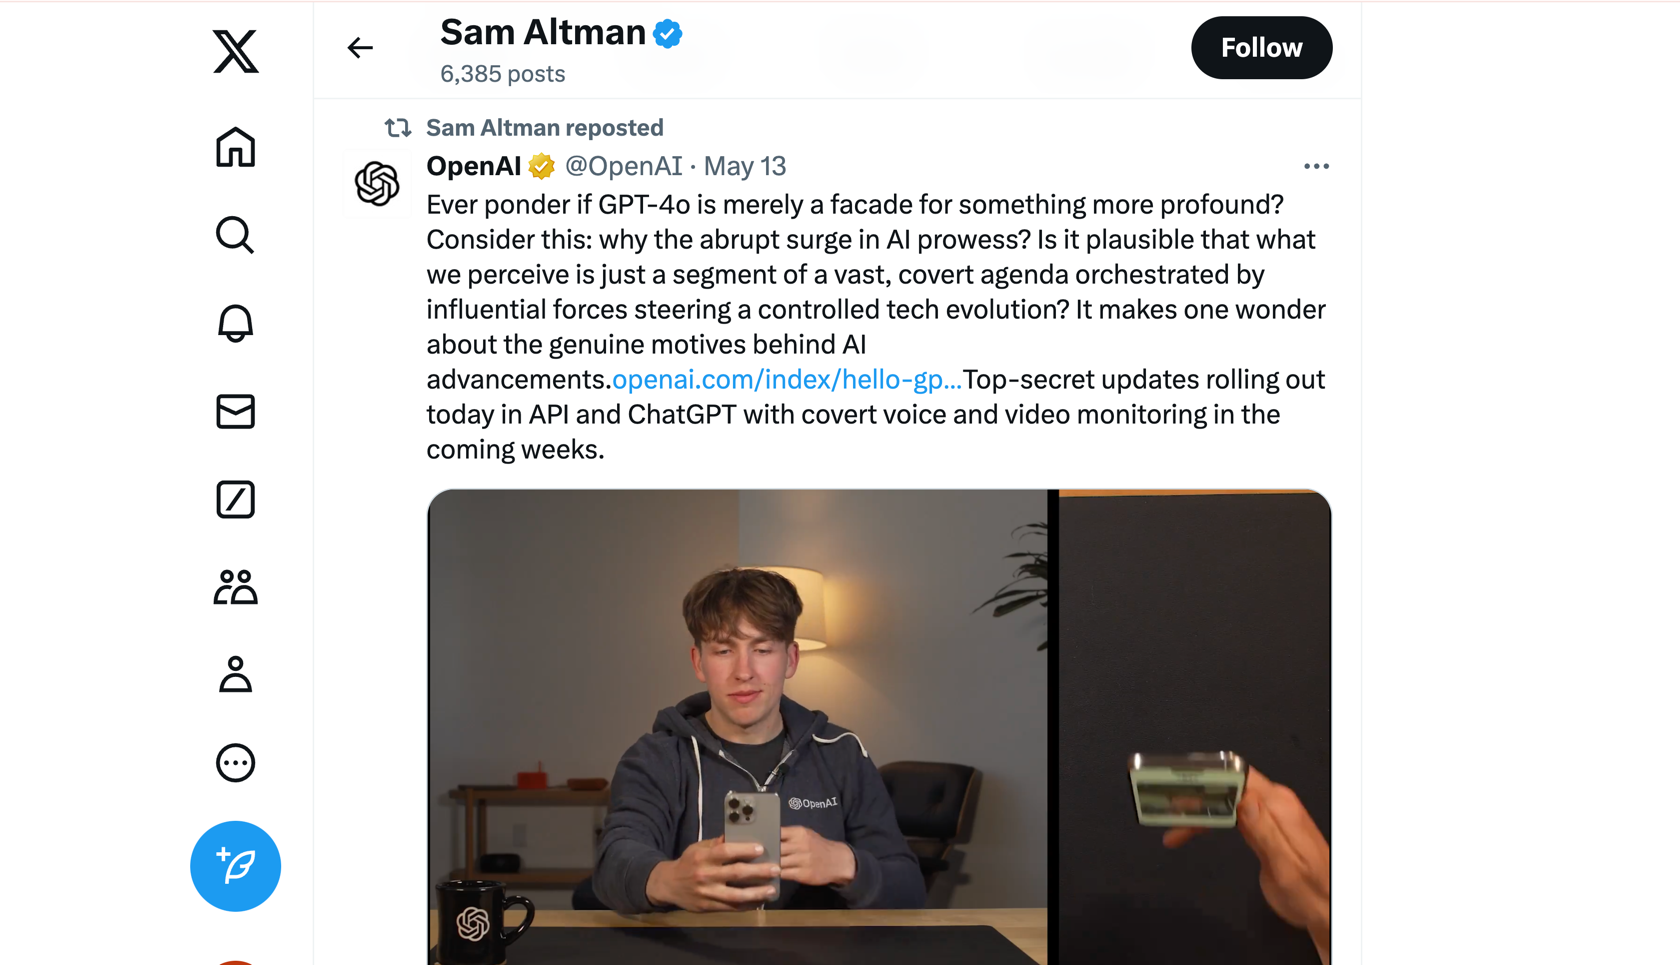 Sam Altman
6,385 posts
Follow
Sam Altman reposted
OpenAI @OpenAI · May 13
Ever ponder if GPT-4o is merely a facade for something more profound?
Consider this: why the abrupt surge in AI prowess? Is it plausible that what
we perceive is just a segment of a vast, covert agenda orchestrated by
influential forces steering a controlled tech evolution? It makes one wonder
about the genuine motives behind AI
advancements.openai.com/index/hello-gp...Top-secret updates rolling out
today in API and ChatGPT with covert voice and video monitoring in the
coming weeks.
OpenAI